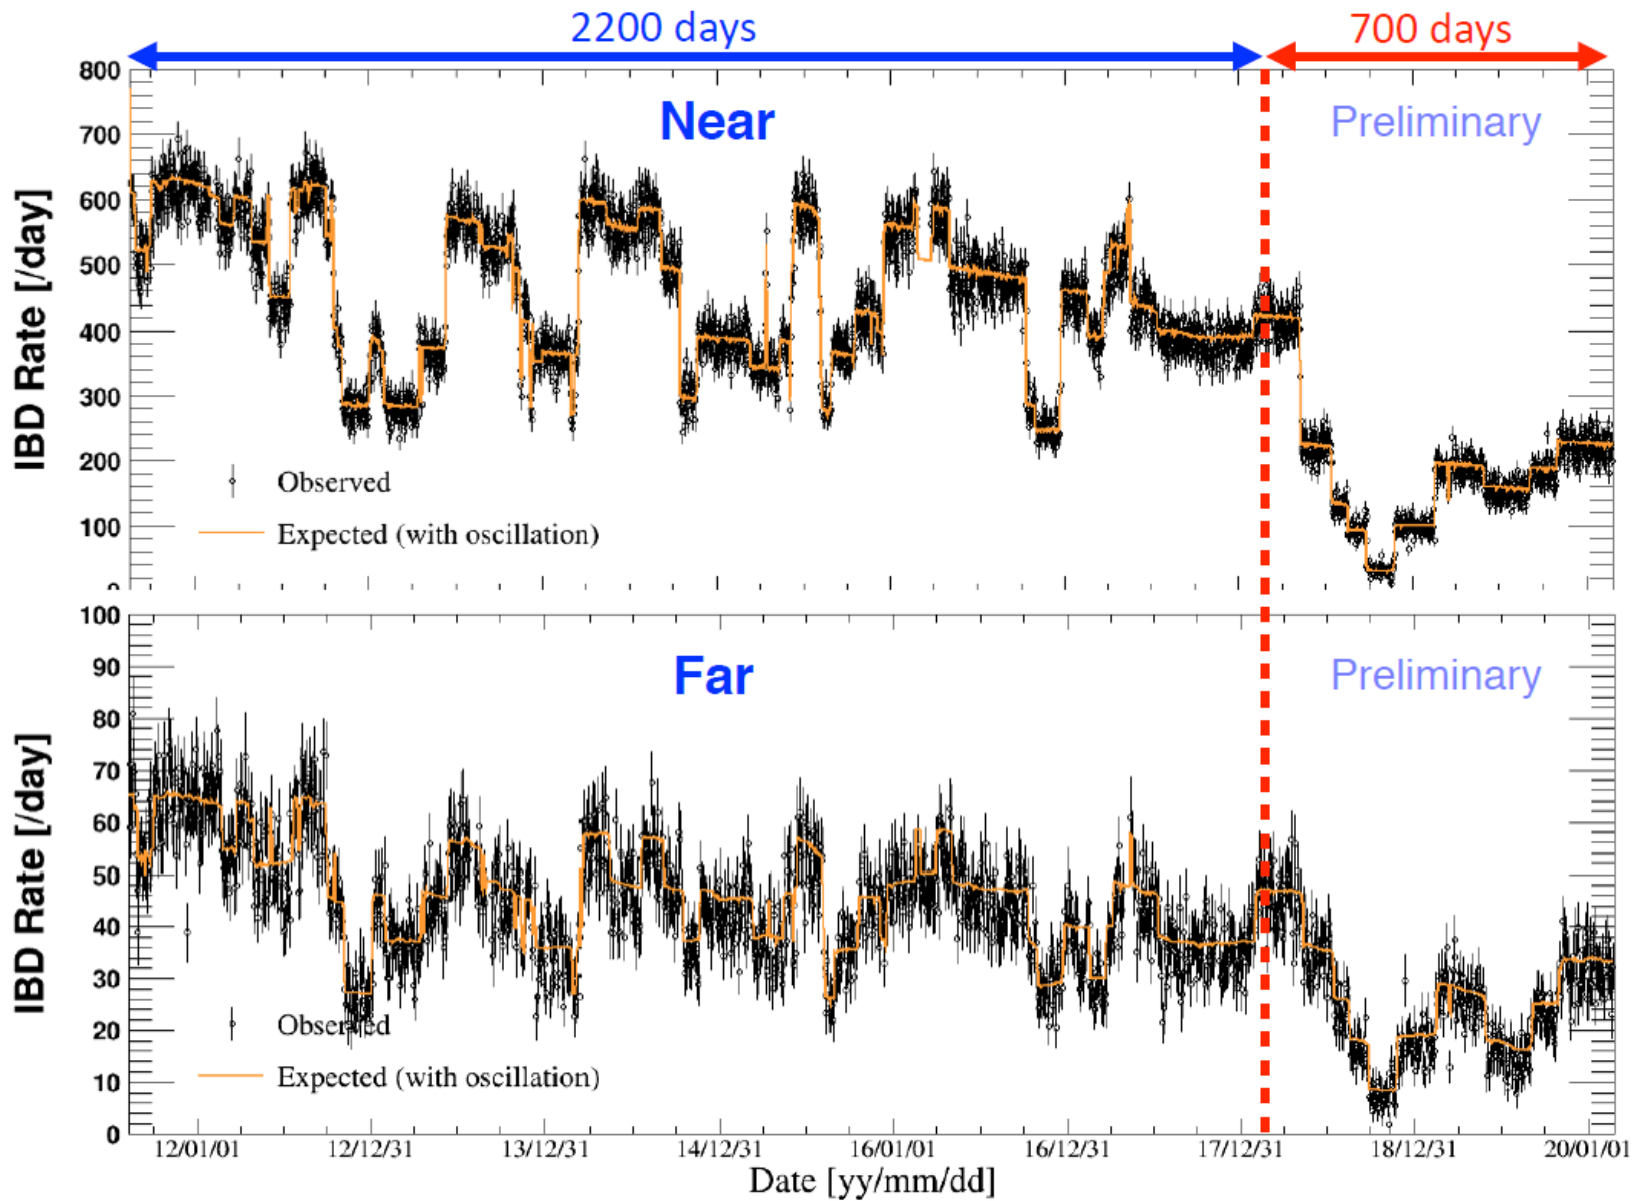 2200 days 700 days
800
Near Preliminary
700
600
500
400
300
200
100
0
IBD Rate [/day]
Observed
Expected (with oscillation)
100
Far Preliminary
90
80
70
60
50
40
30
20
10
0
IBD Rate [/day]
Observed
Expected (with oscillation)
12/01/01 12/12/31 13/12/31 14/12/31 16/01/01 16/12/31 17/12/31 18/12/31 20/01/01
Date [yy/mm/dd]